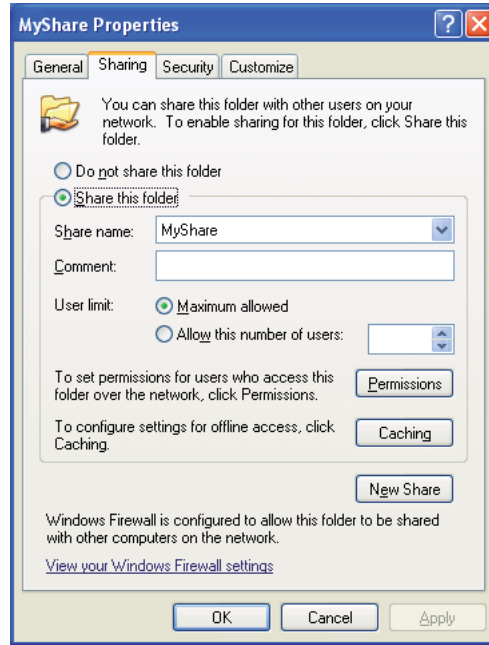 MyShare Properties
General Sharing Security Customize
You can share this folder with other users on your
network. To enable sharing for this folder, click Share this
folder.
Do not share this folder
Share this folder
Share name: MyShare
Comment:
User limit: Maximum allowed
Allow this number of users:
To set permissions for users who access this
folder over the network, click Permissions.
Permissions
To configure settings for offline access, click
Caching.
Caching
New Share
Windows Firewall is configured to allow this folder to be shared
with other computers on the network.
View your Windows Firewall settings
OK Cancel Apply